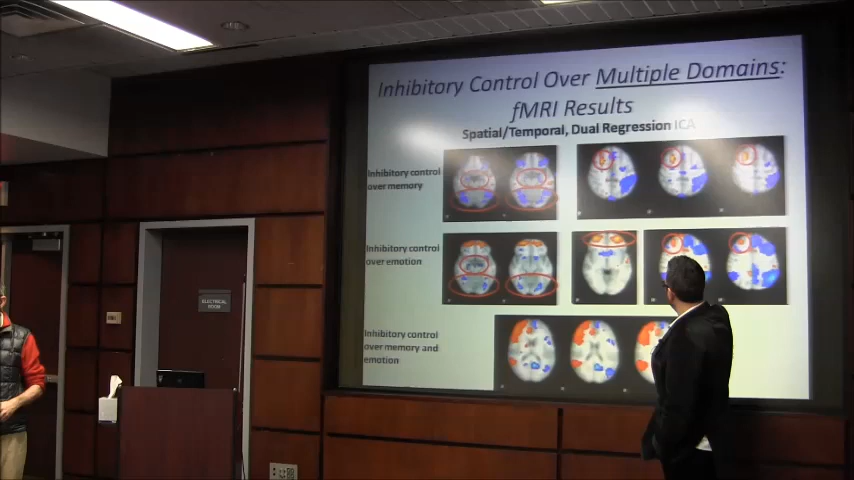 Inhibitory Control Over Multiple Domains:
fMRI Results
Spatial/Temporal, Dual Regression ICA
Inhibitory control
over memory
Inhibitory control
over emotion
Inhibitory control
over memory and
emotion
ELECTRICAL
ROOM